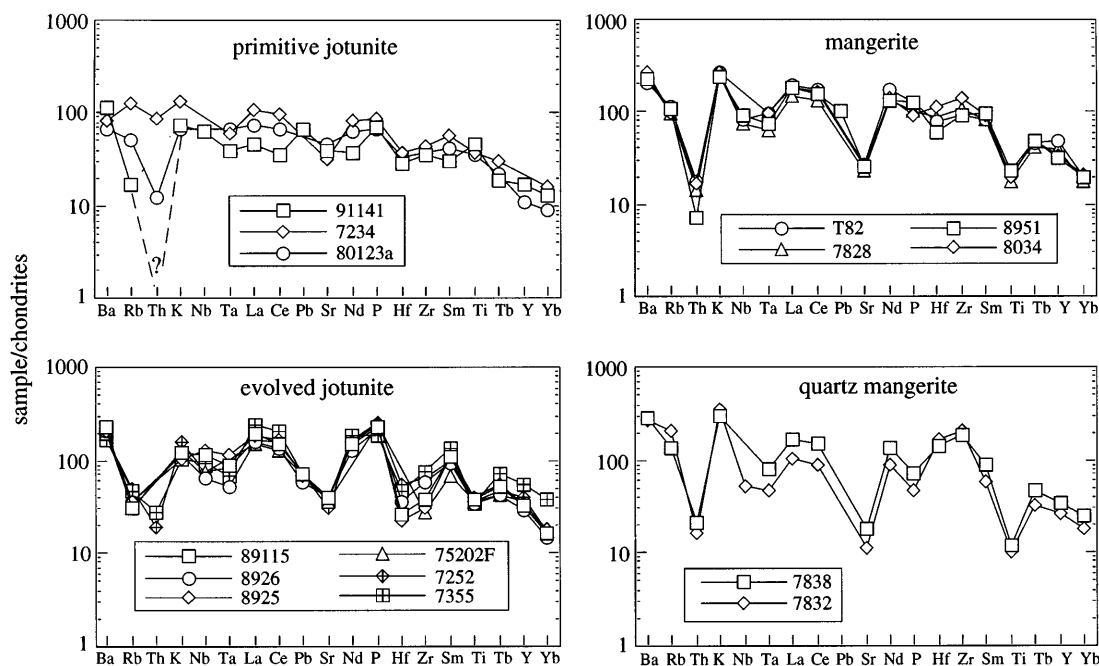 sample/chondrites
primitive jotunite
1000
100
10
1
?
91141
7234
80123a
Ba Rb Th K Nb Ta La Ce Pb Sr Nd P Hf Zr Sm Ti Tb Y Yb
mangerite
1000
100
10
1
T82 8951
7828 8034
Ba Rb Th K Nb Ta La Ce Pb Sr Nd P Hf Zr Sm Ti Tb Y Yb
evolved jotunite
1000
100
10
1
89115 75202F
8926 7252
8925 7355
Ba Rb Th K Nb Ta La Ce Pb Sr Nd P Hf Zr Sm Ti Tb Y Yb
quartz mangerite
1000
100
10
1
7838
7832
Ba Rb Th K Nb Ta La Ce Pb Sr Nd P Hf Zr Sm Ti Tb Y Yb